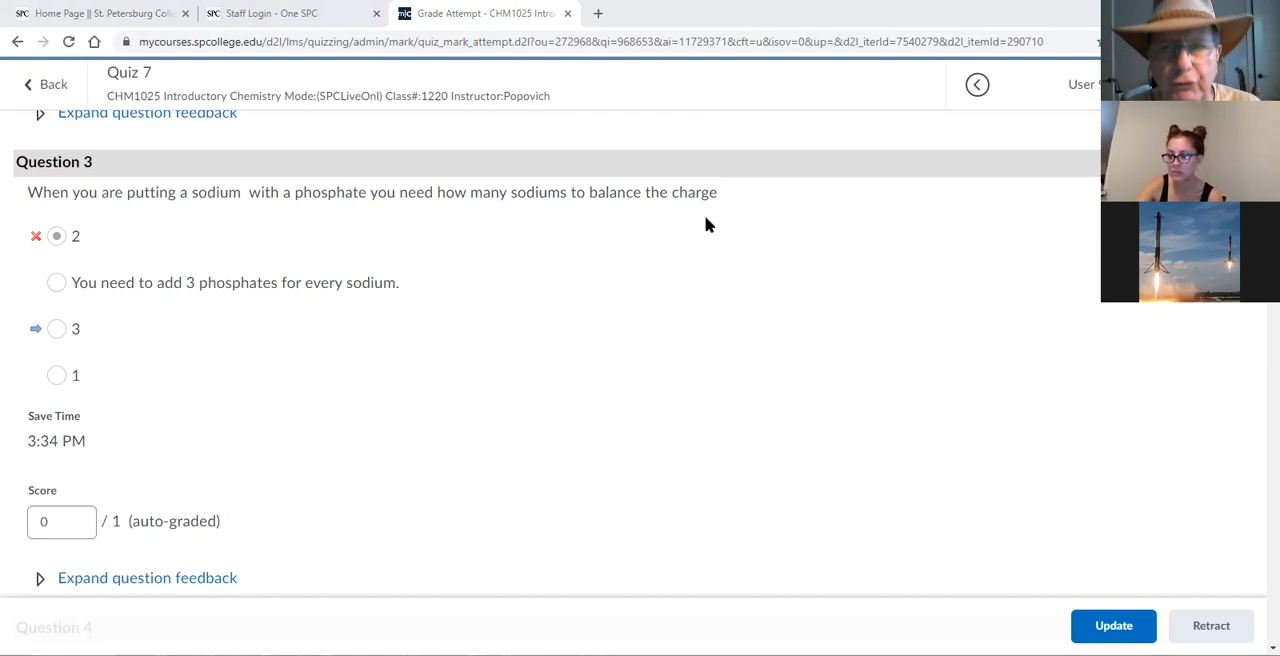 Home Page || St. Petersburg Coll
Staff Login - One SPC
Grade Attempt - CHM1025 Intro
mycourses.spcollege.edu/d2l/lms/quizzing/admin/mark/quiz_mark_attempt.d2l?ou=272968&qi=968653&ai=11729371&cft=u&isov=0&up=&d2l_iterId=7540279&d2l_itemId=290710
Back
Quiz 7
CHM1025 Introductory Chemistry Mode:(SPCLiveOnl) Class#:1220 Instructor:Popovich
User
Expand question feedback
Question 3
When you are putting a sodium with a phosphate you need how many sodiums to balance the charge
2
You need to add 3 phosphates for every sodium.
3
1
Save Time
3:34 PM
Score
0 / 1 (auto-graded)
Expand question feedback
Question 4
Update
Retract